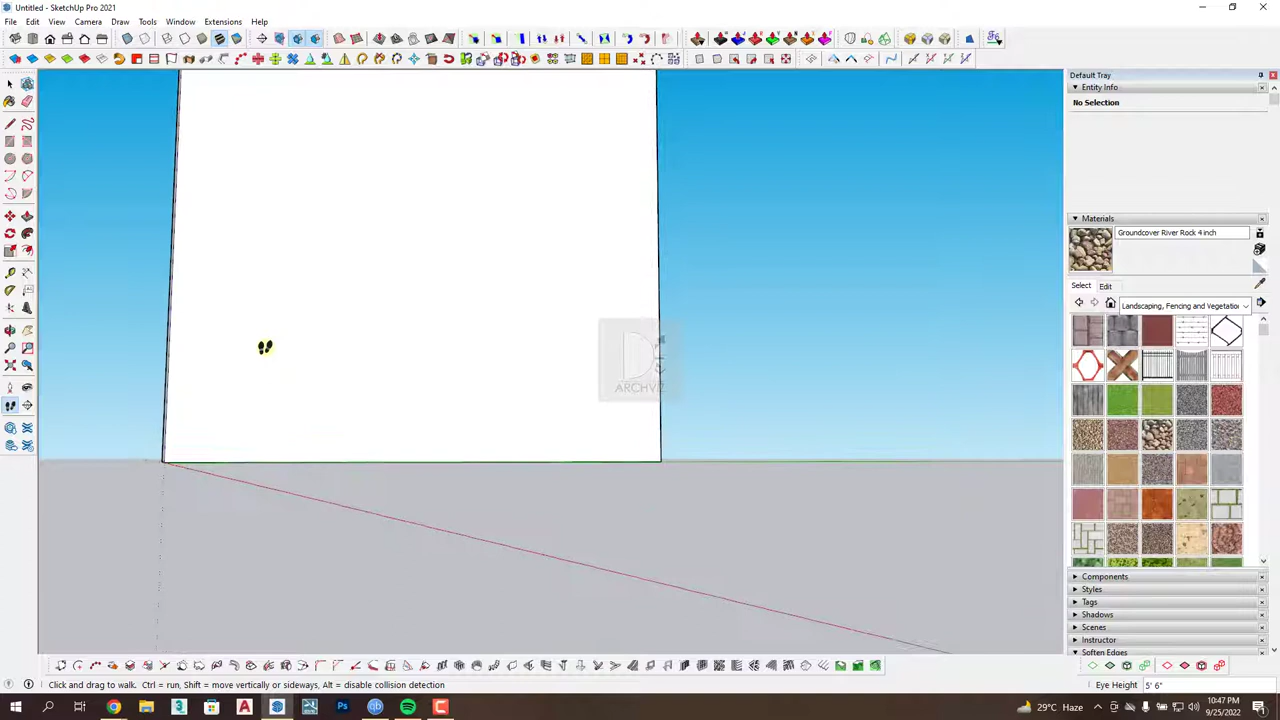 Untitled - SketchUp Pro 2021
File Edit View Camera Draw Tools Window Extensions Help
Default Tray
Entity Info
No Selection
Materials
Groundcover River Rock 4 inch
Select Edit
Landscaping, Fencing and Vegetation
ARCHVIZ
Components
Styles
Tags
Shadows
Scenes
Instructor
Soften Edges
Click and drag to walk. Ctrl = run, Shift = move vertically or sideways, Alt = disable collision detection
Eye Height 5' 6"
29°C Haze
10:47 PM
9/25/2022